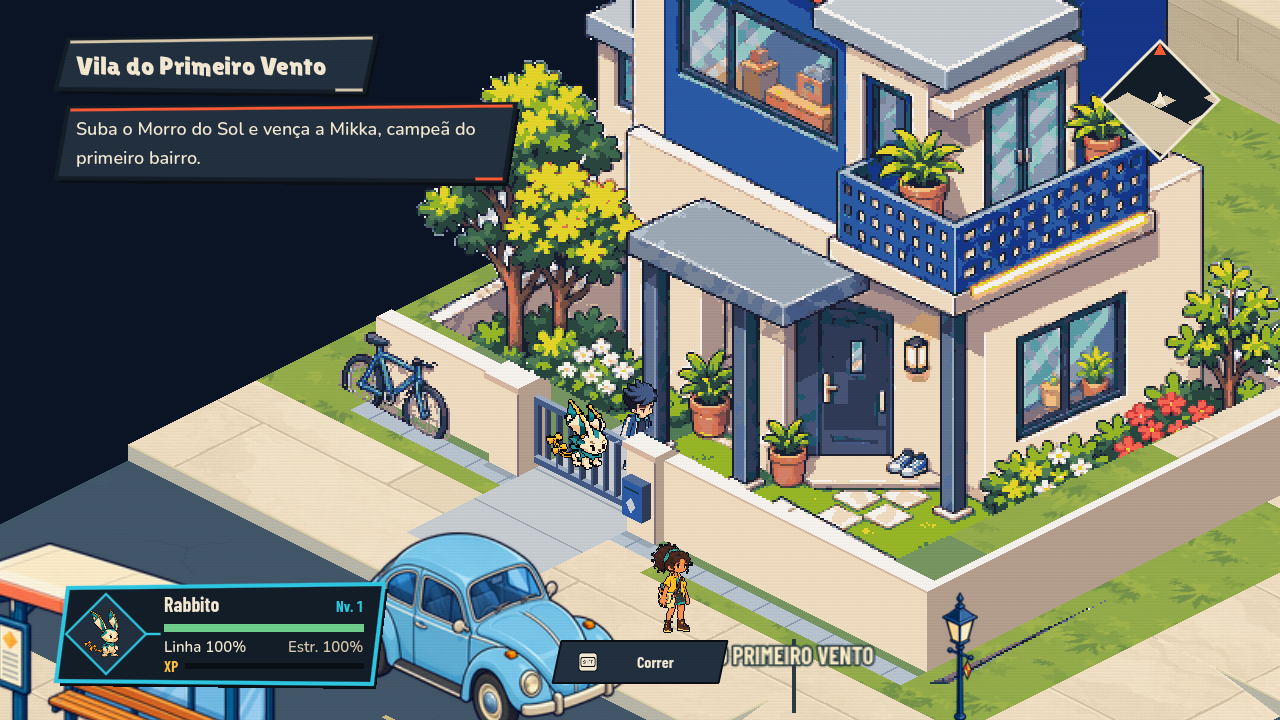 Vila do Primeiro Vento
Suba o Morro do Sol e vença a Mikka, campeã do
primeiro bairro.
Rabbito
Nv. 1
Linha 100%
Estr. 100%
XP
Correr
PRIMEIRO VENTO